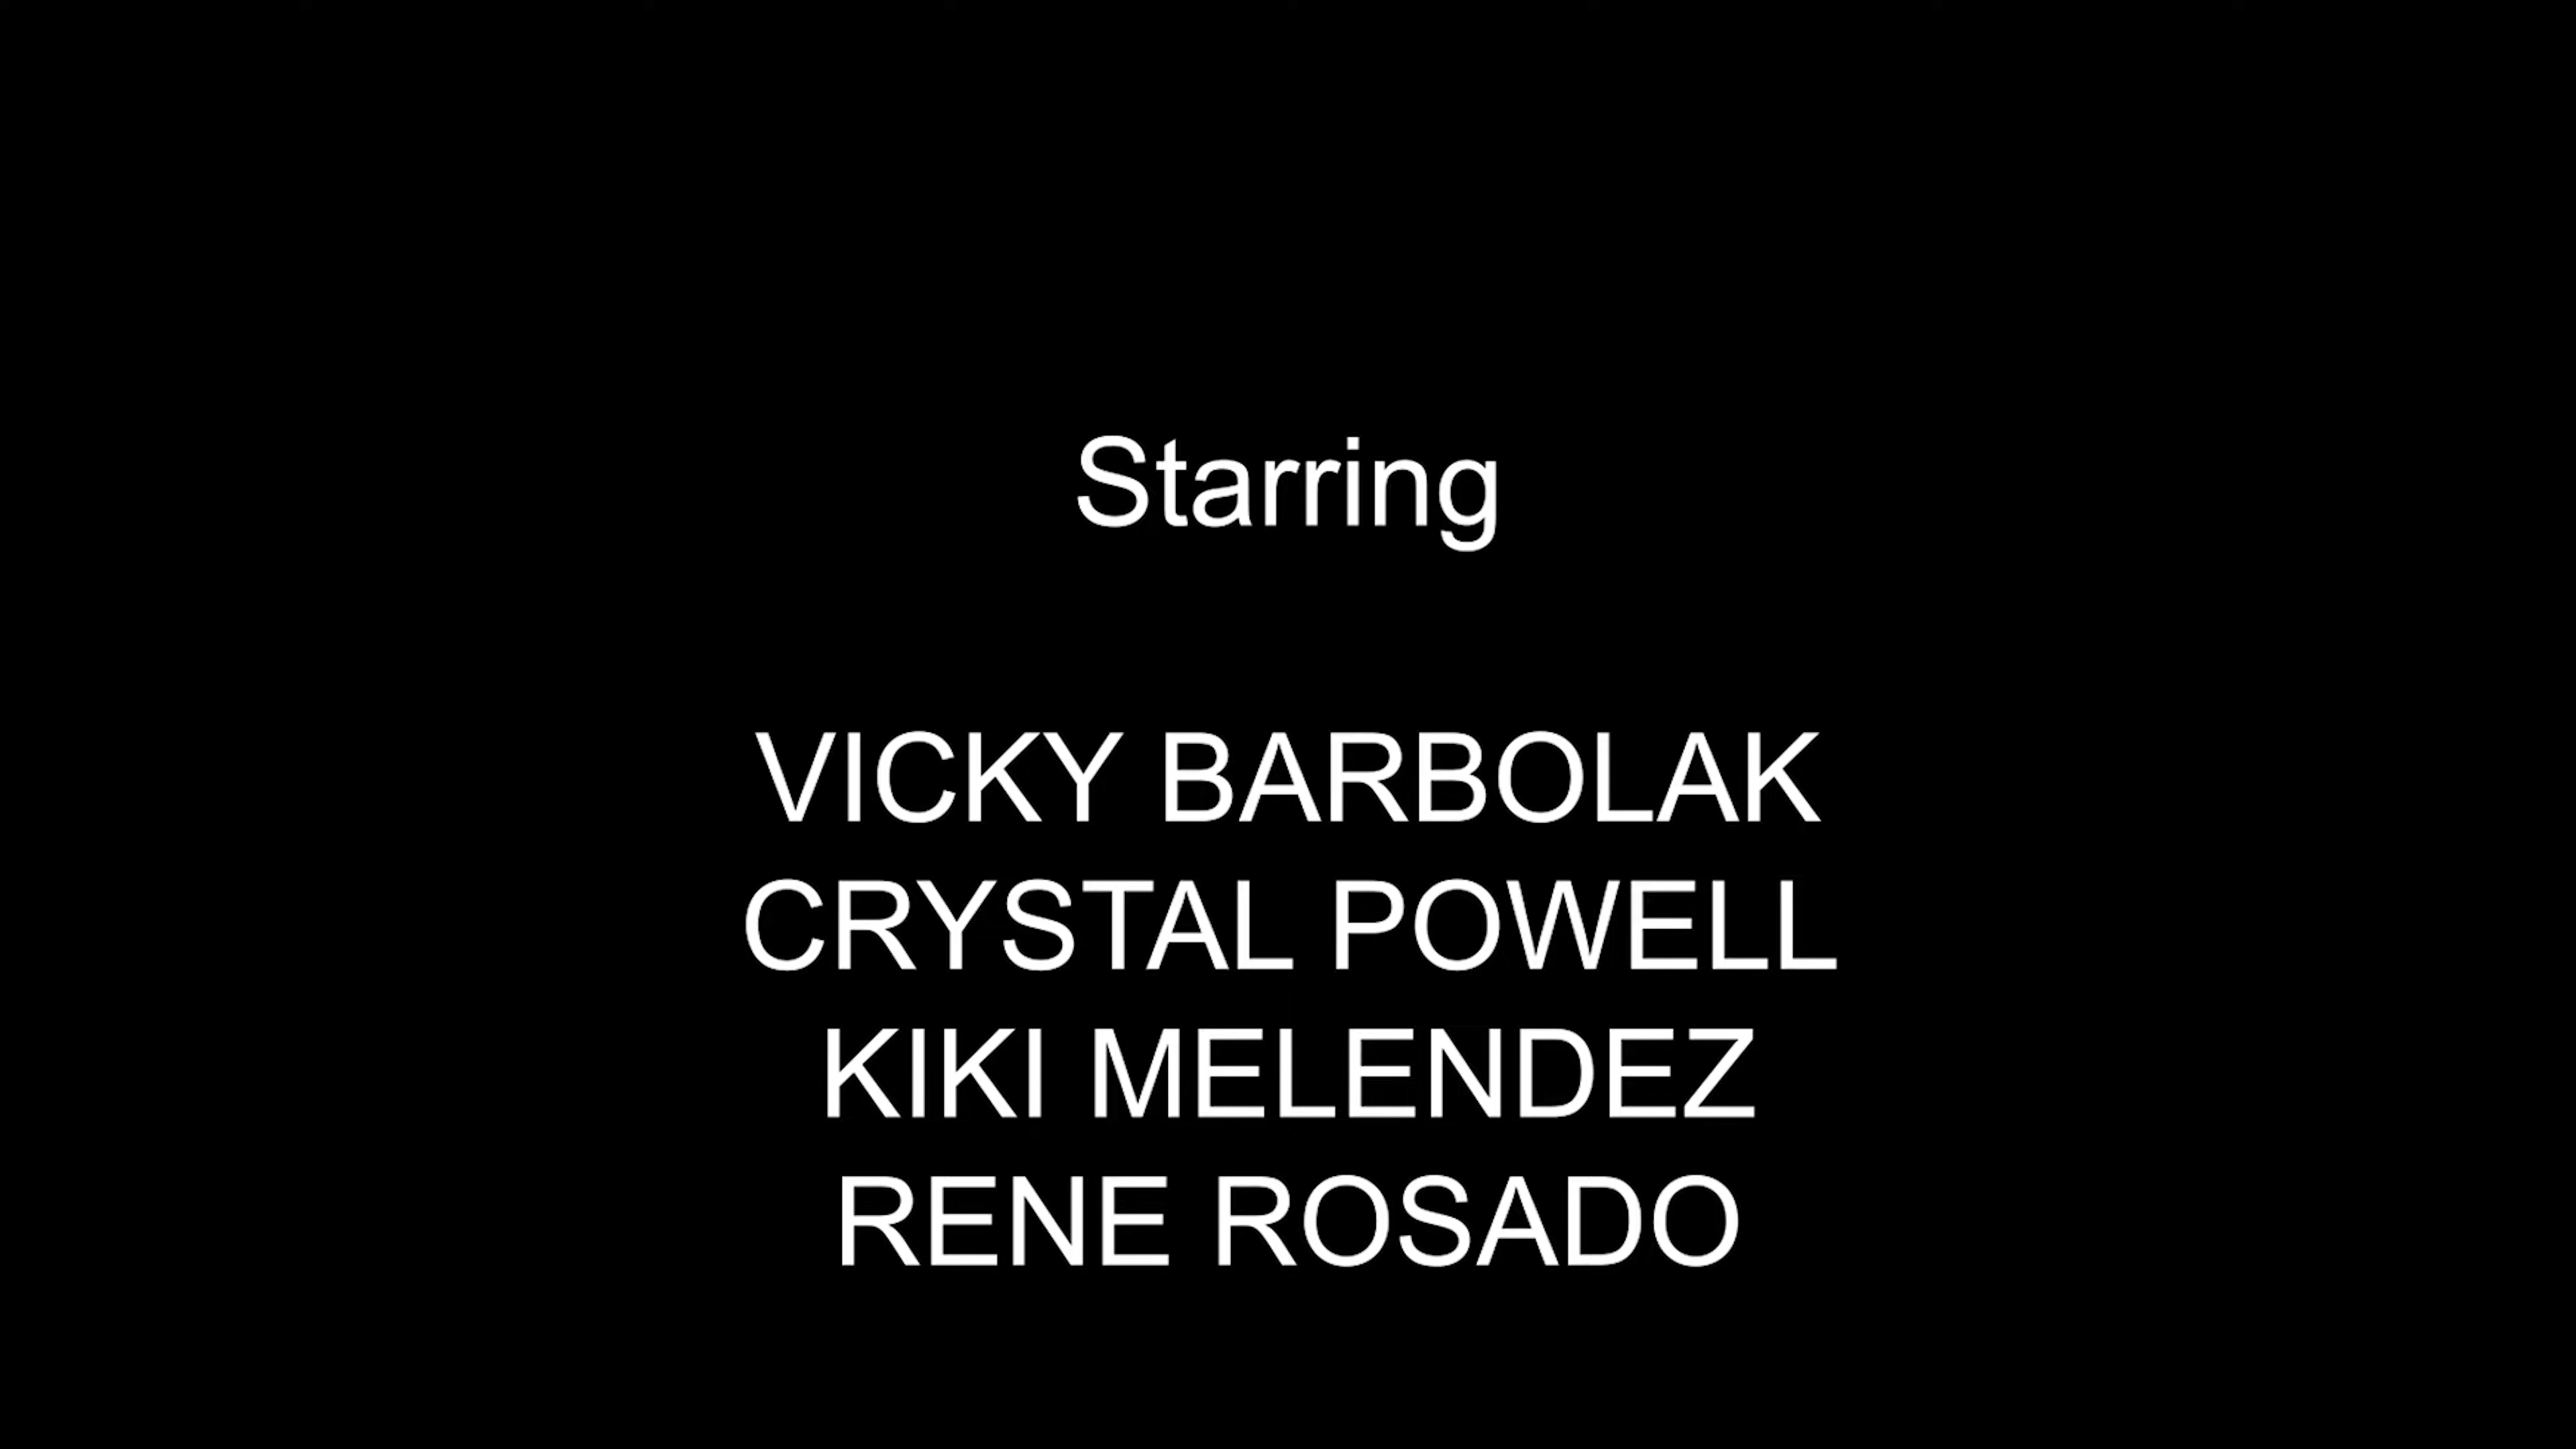 Starring
VICKY BARBOLAK
CRYSTAL POWELL
KIKI MELENDEZ
RENE ROSADO